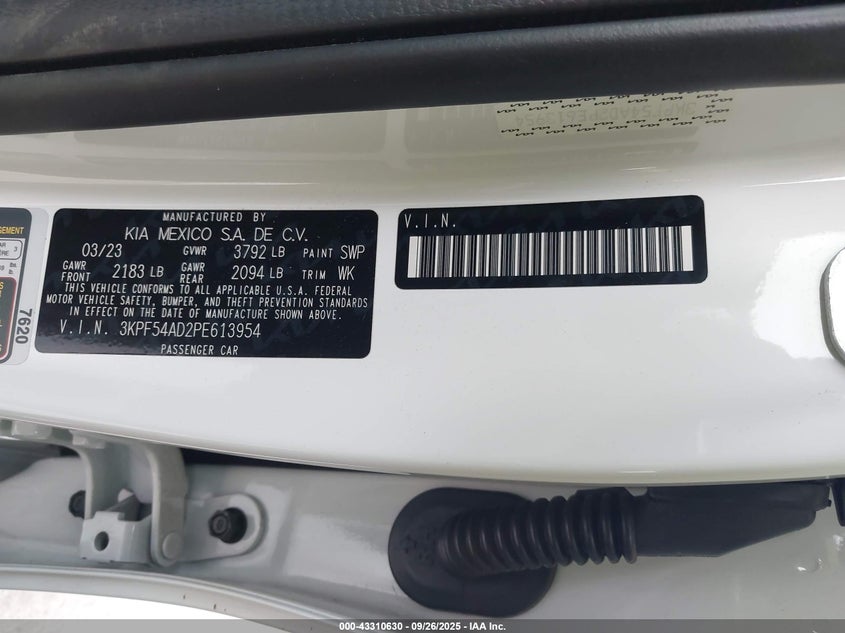 3KPF54AD2PE613954
MANUFACTURED BY
KIA MEXICO S.A. DE C.V.
03/23 GVWR 3792 LB PAINT SWP
GAWR FRONT 2183 LB GAWR REAR 2094 LB TRIM WK
THIS VEHICLE CONFORMS TO ALL APPLICABLE U.S.A. FEDERAL
MOTOR VEHICLE SAFETY, BUMPER, AND THEFT PREVENTION STANDARDS
IN EFFECT ON THE DATE OF MANUFACTURE SHOWN ABOVE.
V.I.N. 3KPF54AD2PE613954
PASSENGER CAR
V.I.N.
7620
000-43310630 - 09/26/2025 - IAA Inc.